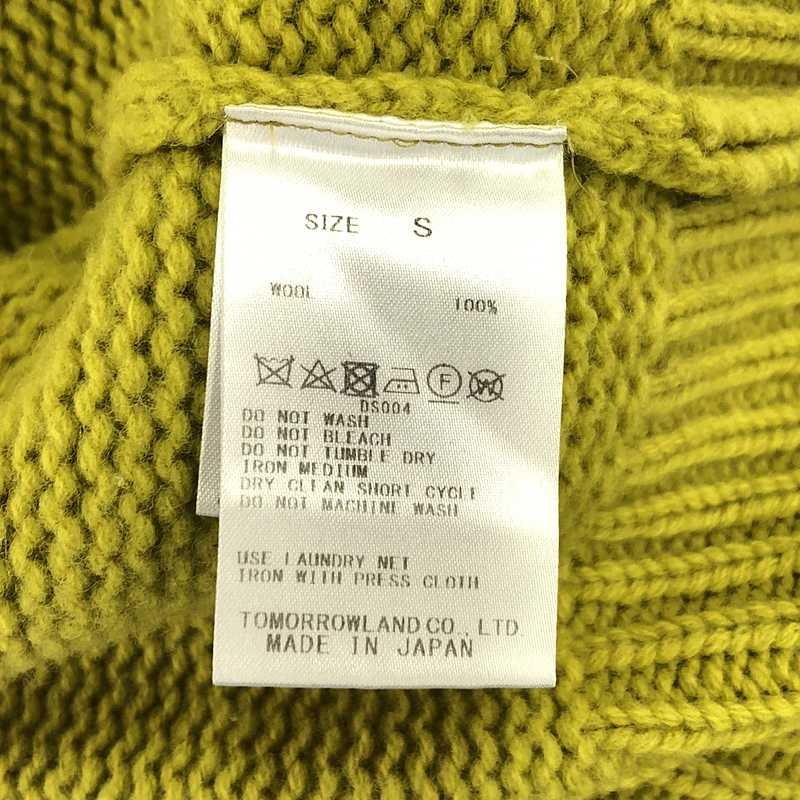 SIZE S
WOOL 100%
F W
DS004
DO NOT WASH
DO NOT BLEACH
DO NOT TUMBLE DRY
IRON MEDIUM
DRY CLEAN SHORT CYCLE
DO NOT MACHINE WASH
USE LAUNDRY NET
IRON WITH PRESS CLOTH
TOMORROWLAND CO., LTD.
MADE IN JAPAN